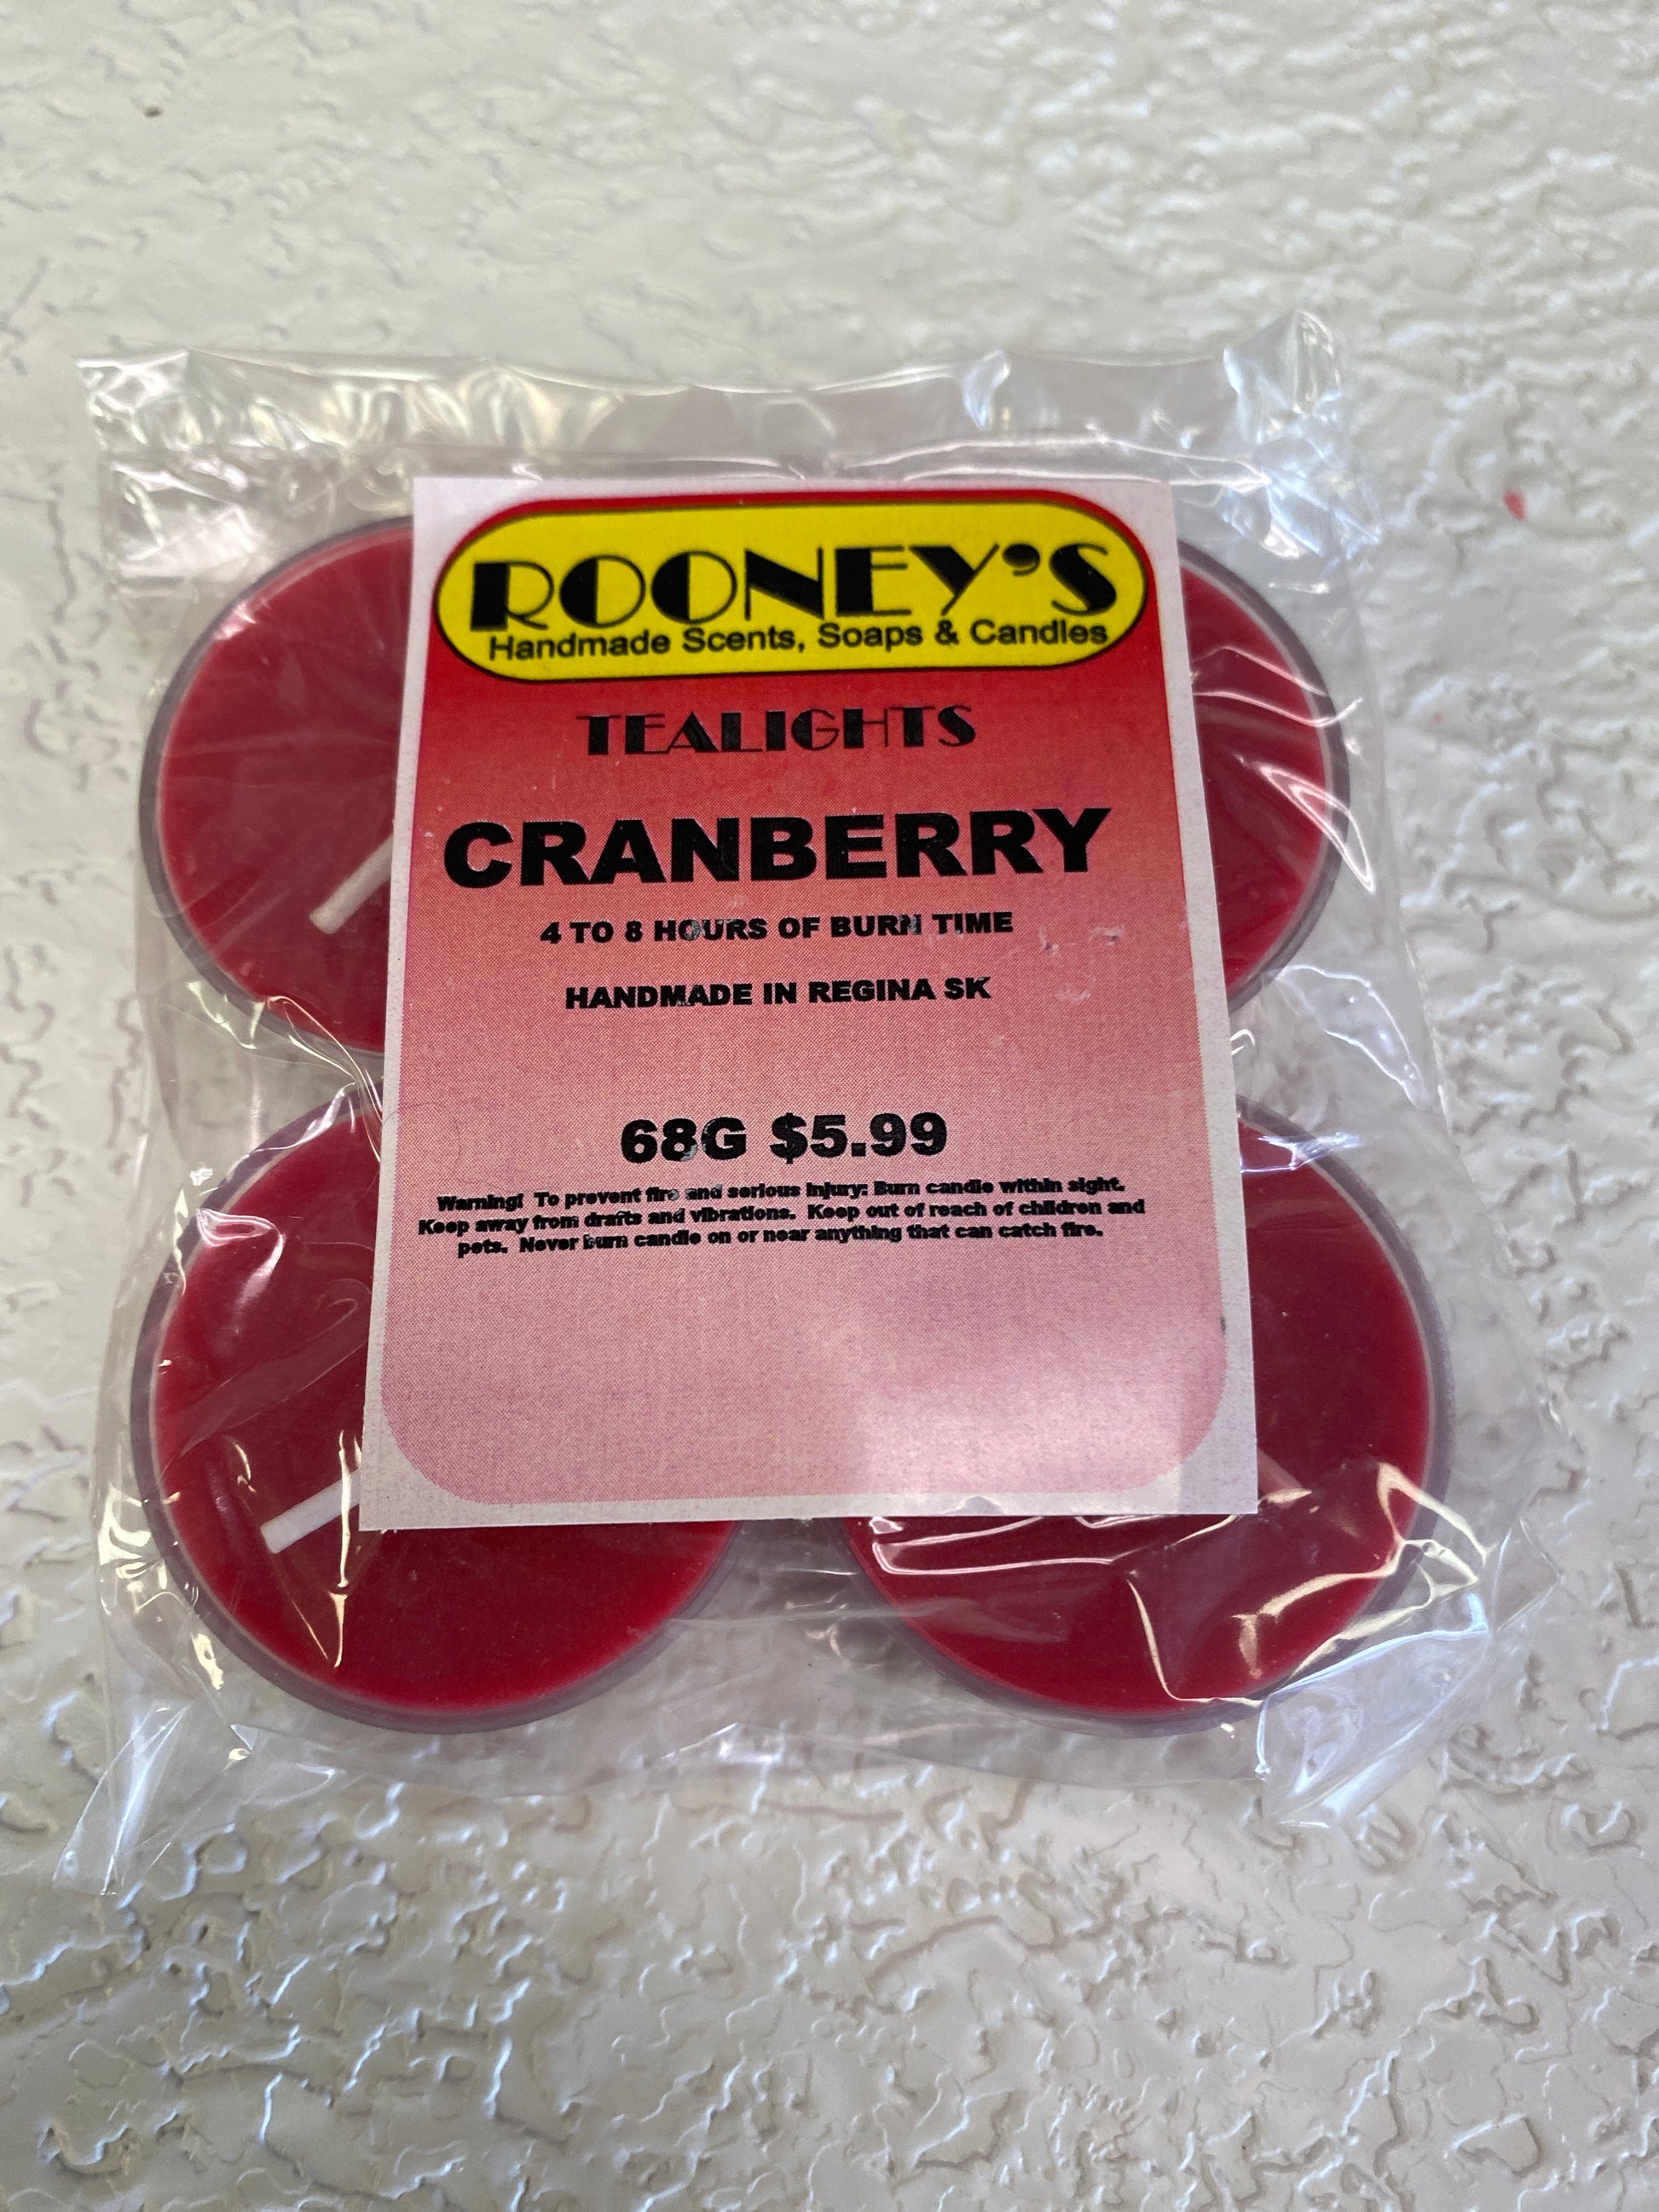 ROONEY'S
Handmade Scents, Soaps & Candles
TEALIGHTS
CRANBERRY
4 TO 8 HOURS OF BURN TIME
HANDMADE IN REGINA SK
68G $5.99
Warning! To prevent fire and serious injury: Burn candle within sight.
Keep away from drafts and vibrations. Keep out of reach of children and
pets. Never burn candle on or near anything that can catch fire.